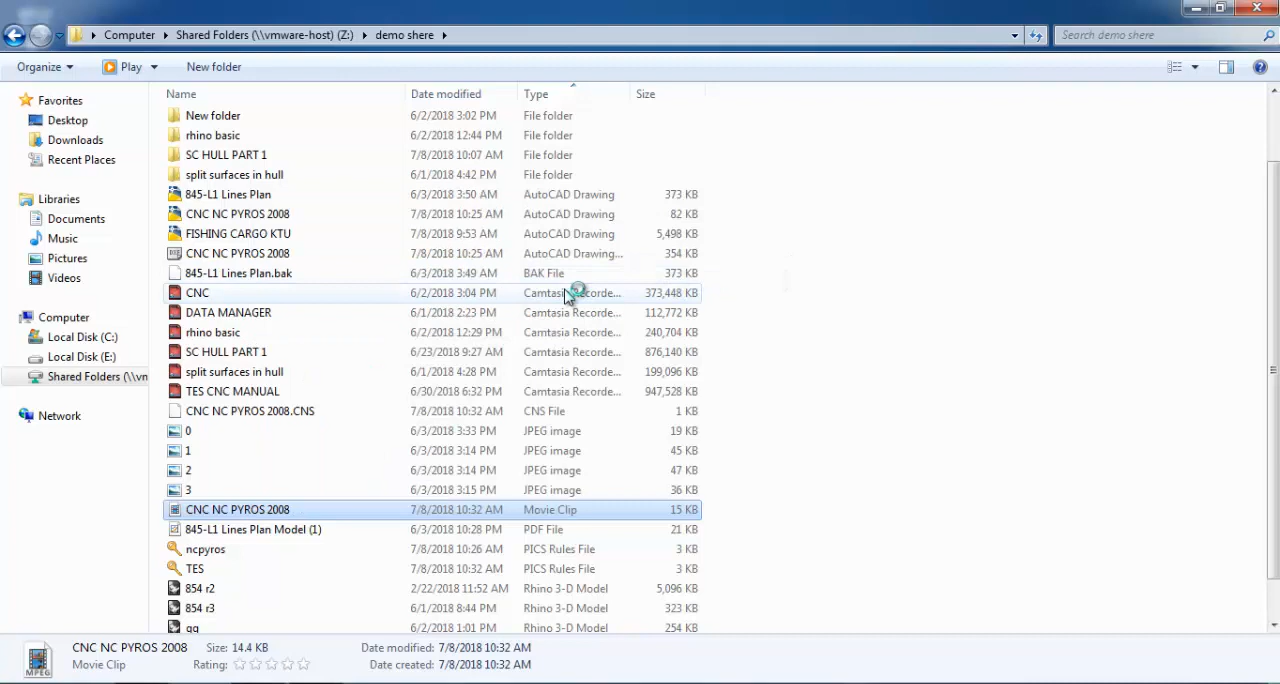 Computer Shared Folders (\\vmware-host) (Z:) demo shere Search demo shere
Organize Play New folder
Name Date modified Type Size
Favorites
Desktop
Downloads
Recent Places
Libraries
Documents
Music
Pictures
Videos
Computer
Local Disk (C:)
Local Disk (E:)
Shared Folders (\\vn
Network
New folder 6/2/2018 3:02 PM File folder
rhino basic 6/2/2018 12:44 PM File folder
SC HULL PART 1 7/8/2018 10:07 AM File folder
split surfaces in hull 6/1/2018 4:42 PM File folder
845-L1 Lines Plan 6/3/2018 3:50 AM AutoCAD Drawing 373 KB
CNC NC PYROS 2008 7/8/2018 10:25 AM AutoCAD Drawing 82 KB
FISHING CARGO KTU 7/8/2018 9:53 AM AutoCAD Drawing 5,498 KB
CNC NC PYROS 2008 7/8/2018 10:25 AM AutoCAD Drawing... 354 KB
845-L1 Lines Plan.bak 6/3/2018 3:49 AM BAK File 373 KB
CNC 6/2/2018 3:04 PM Camtasia Recorde... 373,448 KB
DATA MANAGER 6/1/2018 2:23 PM Camtasia Recorde... 112,772 KB
rhino basic 6/2/2018 12:29 PM Camtasia Recorde... 240,704 KB
SC HULL PART 1 6/23/2018 9:27 AM Camtasia Recorde... 876,140 KB
split surfaces in hull 6/1/2018 4:28 PM Camtasia Recorde... 199,096 KB
TES CNC MANUAL 6/30/2018 6:32 PM Camtasia Recorde... 947,528 KB
CNC NC PYROS 2008.CNS 7/8/2018 10:32 AM CNS File 1 KB
0 6/3/2018 3:33 PM JPEG image 19 KB
1 6/3/2018 3:14 PM JPEG image 45 KB
2 6/3/2018 3:14 PM JPEG image 47 KB
3 6/3/2018 3:15 PM JPEG image 36 KB
CNC NC PYROS 2008 7/8/2018 10:32 AM Movie Clip 15 KB
845-L1 Lines Plan Model (1) 6/3/2018 10:28 PM PDF File 21 KB
ncpyros 7/8/2018 10:26 AM PICS Rules File 3 KB
TES 7/8/2018 10:32 AM PICS Rules File 3 KB
854 r2 2/22/2018 11:52 AM Rhino 3-D Model 5,096 KB
854 r3 6/1/2018 8:44 PM Rhino 3-D Model 323 KB
qq 6/2/2018 1:01 PM Rhino 3-D Model 254 KB
CNC NC PYROS 2008 Size: 14.4 KB Date modified: 7/8/2018 10:32 AM
Movie Clip Rating: Date created: 7/8/2018 10:32 AM
MPEG